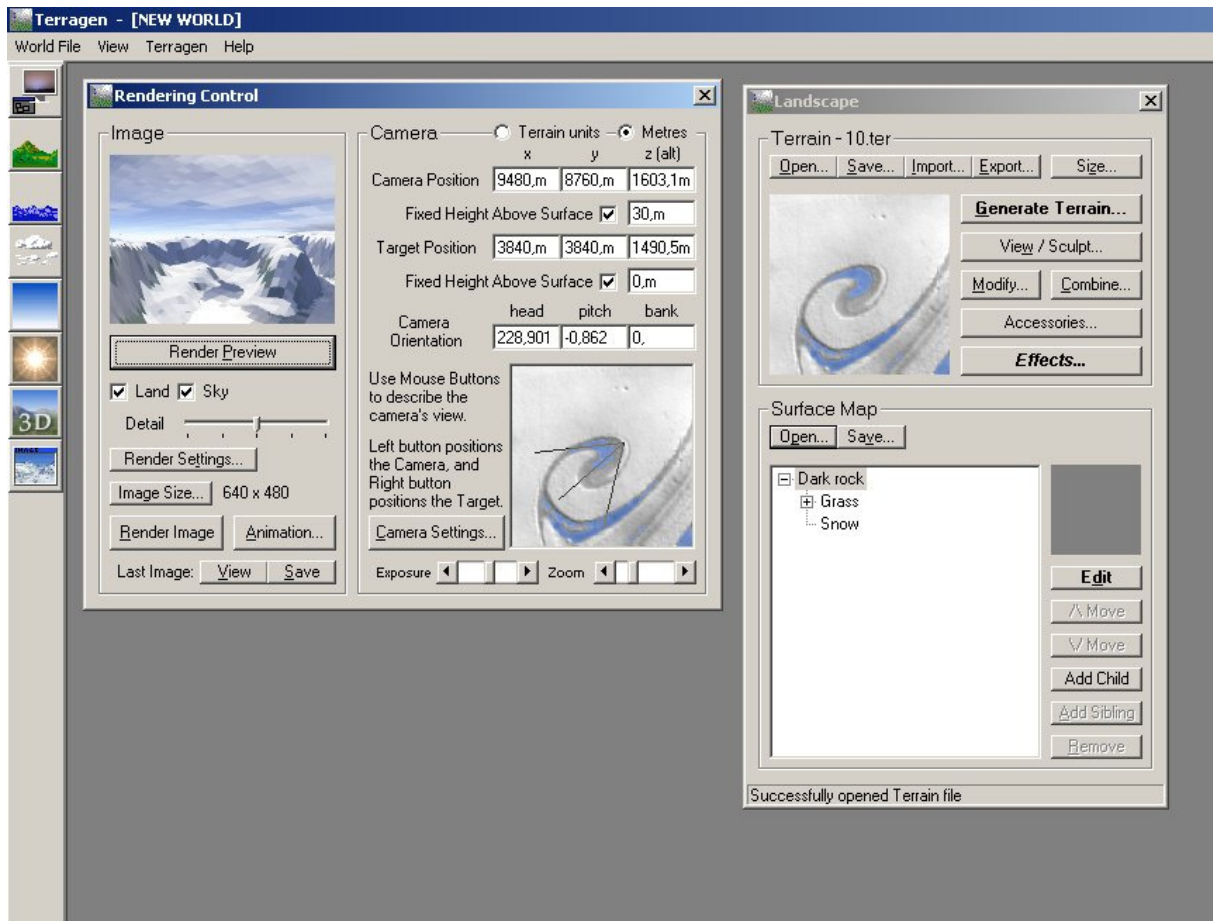 Terragen - [NEW WORLD]
World File View Terragen Help
Rendering Control
Image
Render Preview
Land Sky
Detail
Render Settings...
Image Size... 640 x 480
Render Image Animation...
Last Image: View Save
Camera Terrain units Metres
x y z (alt)
Camera Position 9480,m 8760,m 1603,1m
Fixed Height Above Surface 30,m
Target Position 3840,m 3840,m 1490,5m
Fixed Height Above Surface 0,m
head pitch bank
Camera
Orientation 228,901 -0,862 0,
Use Mouse Buttons
to describe the
camera's view.
Left button positions
the Camera, and
Right button
positions the Target.
Camera Settings...
Exposure Zoom
3D
IMAGE
Landscape
Terrain - 10.ter
Open... Save... Import... Export... Size...
Generate Terrain...
View / Sculpt...
Modify... Combine...
Accessories...
Effects...
Surface Map
Open... Save...
Dark rock
Grass
Snow
Edit
/\ Move
\/ Move
Add Child
Add Sibling
Remove
Successfully opened Terrain file